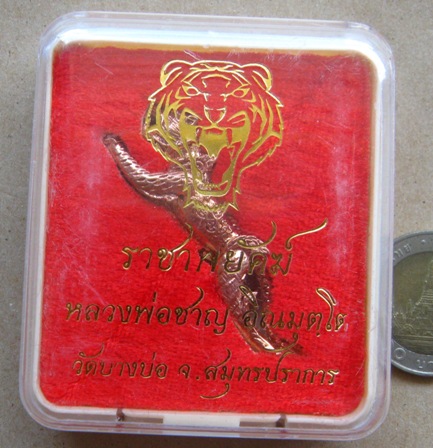 ราชาพยัคฆ์
หลวงพ่อชาญ อิณมุตฺโต
วัดบางบ่อ จ.สมุทรปราการ